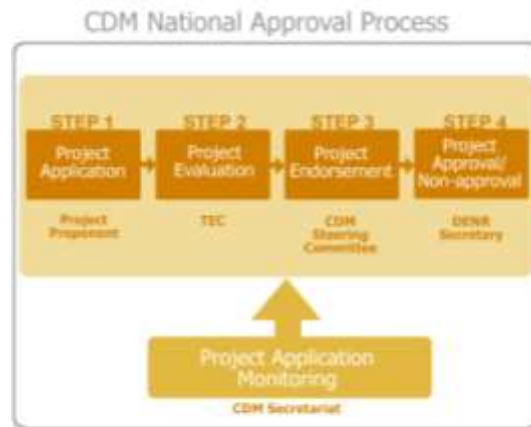 CDM National Approval Process
STEP 1
Project
Application
Project
Proponent
STEP 2
Project
Evaluation
TEC
STEP 3
Project
Endorsement
CDM
Steering
Committee
STEP 4
Project
Approval/
Non-approval
DENR
Secretary
Project Application
Monitoring
CDM Secretariat